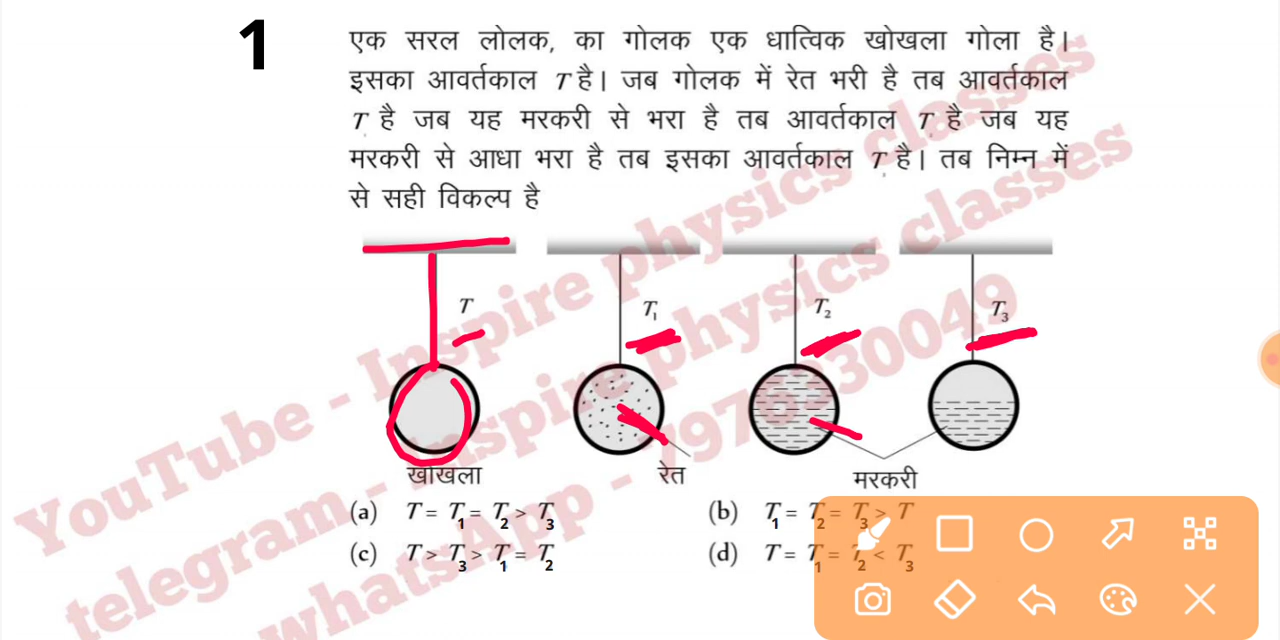 1
एक सरल लोलक, का गोलक एक धात्विक खोखला गोला है।
इसका आवर्तकाल T है। जब गोलक में रेत भरी है तब आवर्तकाल
T है जब यह मरकरी से भरा है तब आवर्तकाल T है जब यह
मरकरी से आधा भरा है तब इसका आवर्तकाल T है। तब निम्न में
से सही विकल्प है
T T₁ T₂ T₃
खोखला रेत मरकरी
(a) T = T₁ = T₂ > T₃ (b) T₁ = T₂ = T₃ > T
(c) T > T₃ > T₁ = T₂ (d) T = T₁ = T₂ < T₃
YouTube - Inspire physics classes
telegram - Inspire physics classes
whatsApp - 7976930049